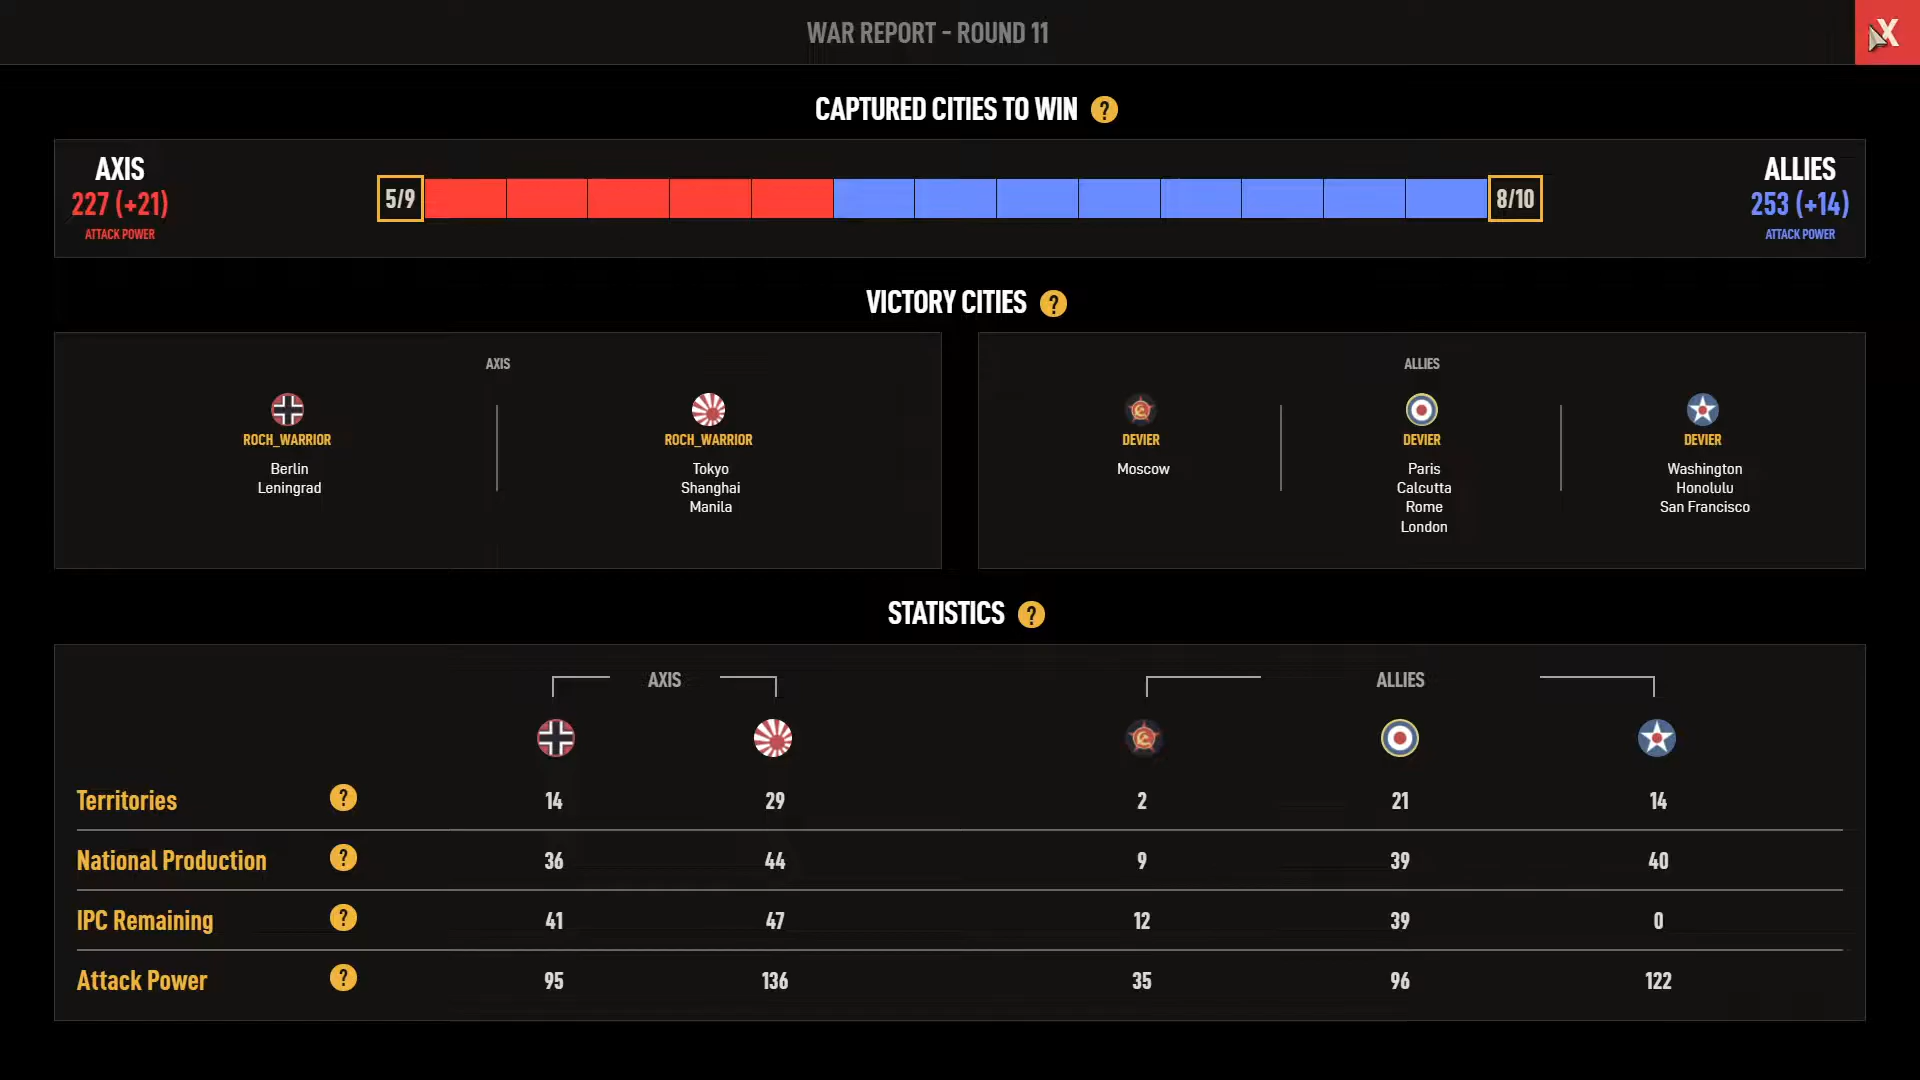 WAR REPORT - ROUND 11
X
CAPTURED CITIES TO WIN ?
AXIS
227 (+21)
ATTACK POWER
5/9
8/10
ALLIES
253 (+14)
ATTACK POWER
VICTORY CITIES ?
AXIS
ROCH_WARRIOR
Berlin
Leningrad
ROCH_WARRIOR
Tokyo
Shanghai
Manila
ALLIES
DEVIER
Moscow
DEVIER
Paris
Calcutta
Rome
London
DEVIER
Washington
Honolulu
San Francisco
STATISTICS ?
AXIS ALLIES
Territories ? 14 29 2 21 14
National Production ? 36 44 9 39 40
IPC Remaining ? 41 47 12 39 0
Attack Power ? 95 136 35 96 122